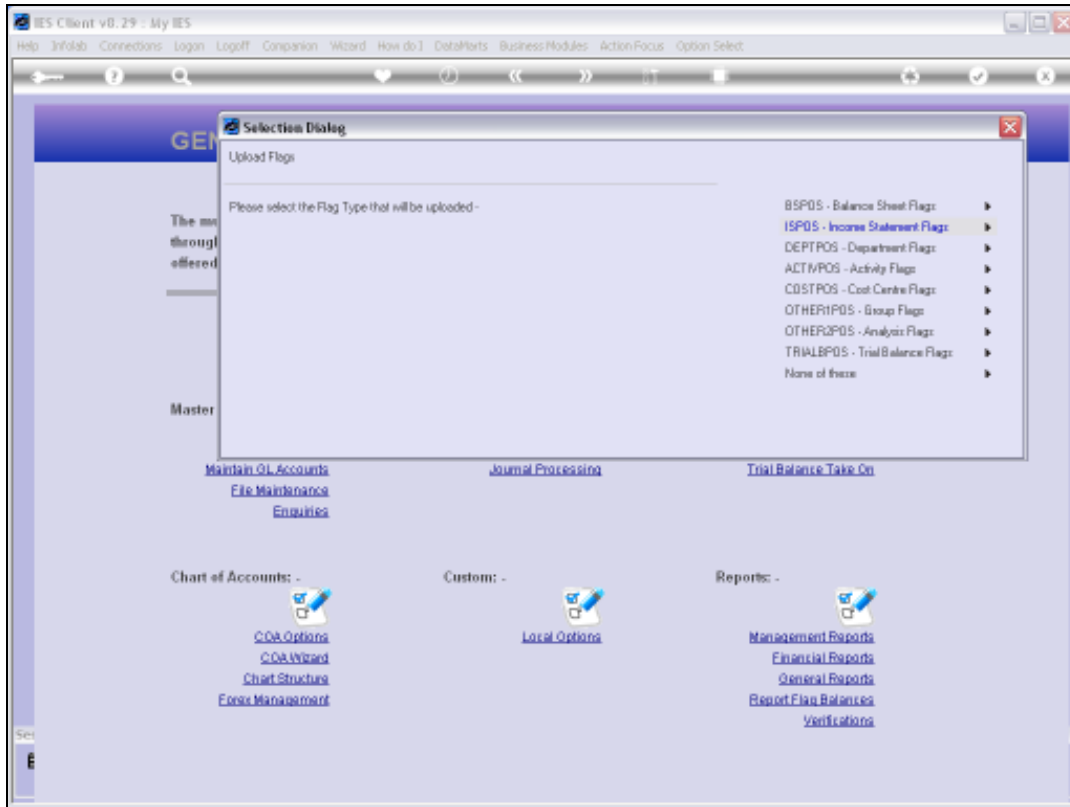 IES Client v8.29 : My IES
Help Infolab Connections Logon Logoff Companion Wizard How do I DataMarts Business Modules Action Focus Option Select
GEN
Selection Dialog
Upload Flags
Please select the Flag Type that will be uploaded -
BSPOS - Balance Sheet Flags
ISPOS - Income Statement Flags
DEPTPOS - Department Flags
ACTIVPOS - Activity Flags
COSTPOS - Cost Centre Flags
OTHER1POS - Group Flags
OTHER2POS - Analysis Flags
TRIALBPOS - Trial Balance Flags
None of these
The
through
offered
Master
Maintain GL Accounts Journal Processing Trial Balance Take On
File Maintenance
Enquiries
Chart of Accounts: - Custom: - Reports: -
COA Options Local Options Management Reports
COA Wizard Financial Reports
Chart Structure General Reports
Forex Management Report Flag Balances
Verifications